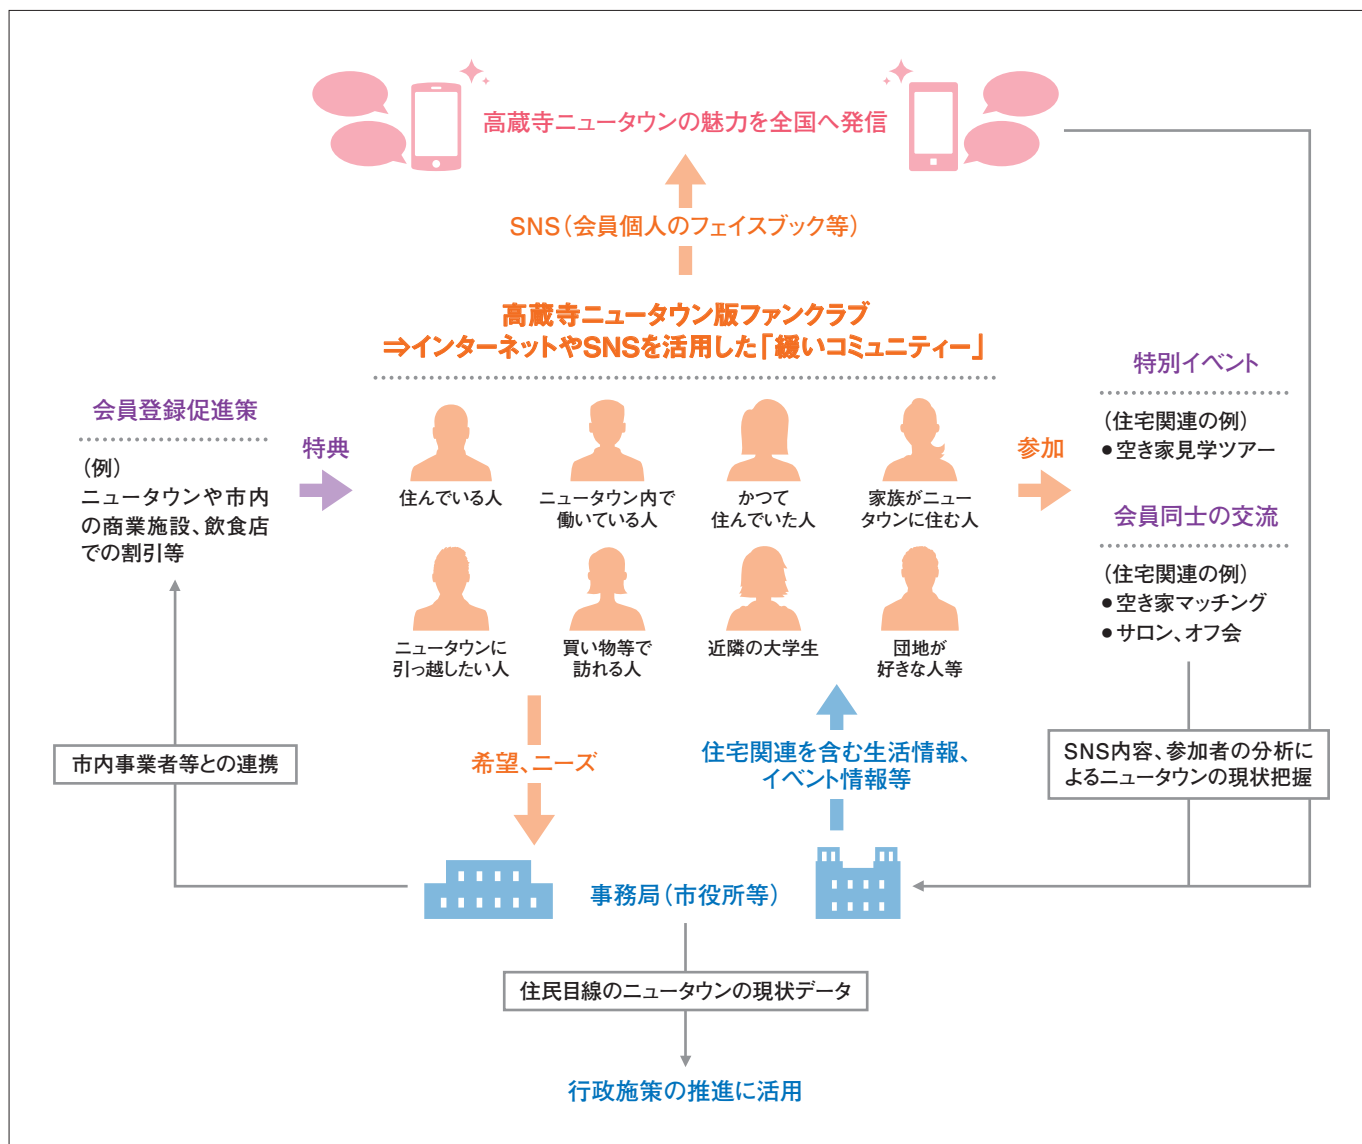 高蔵寺ニュータウンの魅力を全国へ発信
SNS（会員個人のフェイスブック等）
高蔵寺ニュータウン版ファンクラブ
⇒インターネットやSNSを活用した「緩いコミュニティー」
会員登録促進策
（例）
ニュータウンや市内
の商業施設、飲食店
での割引等
特典
住んでいる人
ニュータウン内で
働いている人
かつて
住んでいた人
家族がニュー
タウンに住む人
ニュータウンに
引っ越したい人
買い物等で
訪れる人
近隣の大学生
団地が
好きな人等
参加
特別イベント
（住宅関連の例）
●空き家見学ツアー
会員同士の交流
（住宅関連の例）
●空き家マッチング
●サロン、オフ会
市内事業者等との連携
希望、ニーズ
住宅関連を含む生活情報、
イベント情報等
SNS内容、参加者の分析に
よるニュータウンの現状把握
事務局（市役所等）
住民目線のニュータウンの現状データ
行政施策の推進に活用